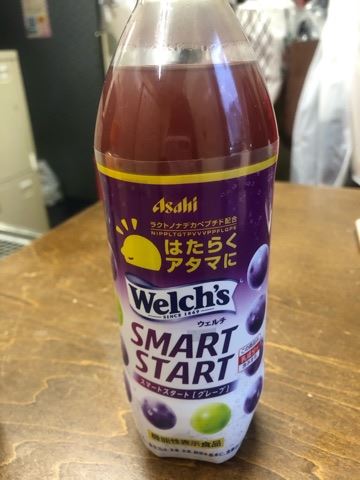 Asahi
ラクトノナデカペプチド配合
NIPPLTQTPVVVPPFLQPE
はたらく
アタマに
Welch's
SINCE 1869
ウェルチ
SMART
START
スマートスタート［グレープ］
機能性表示食品